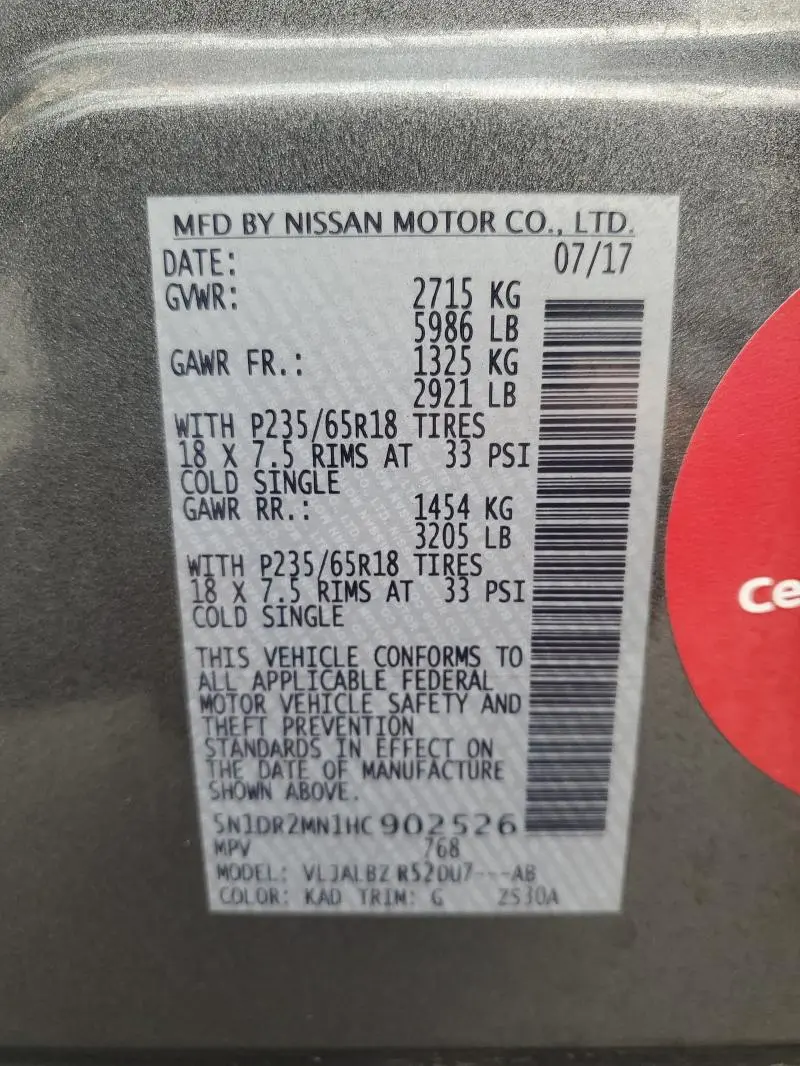 MFD BY NISSAN MOTOR CO., LTD.
DATE: 07/17
GVWR: 2715 KG
5986 LB
GAWR FR.: 1325 KG
2921 LB
WITH P235/65R18 TIRES
18 X 7.5 RIMS AT 33 PSI
COLD SINGLE
GAWR RR.: 1454 KG
3205 LB
WITH P235/65R18 TIRES
18 X 7.5 RIMS AT 33 PSI
COLD SINGLE
THIS VEHICLE CONFORMS TO
ALL APPLICABLE FEDERAL
MOTOR VEHICLE SAFETY AND
THEFT PREVENTION
STANDARDS IN EFFECT ON
THE DATE OF MANUFACTURE
SHOWN ABOVE.
5N1DR2MN1HC902526
MPV 768
MODEL: VLJALBZ R52DU7---AB
COLOR: KAD TRIM: G ZS30A
Ce